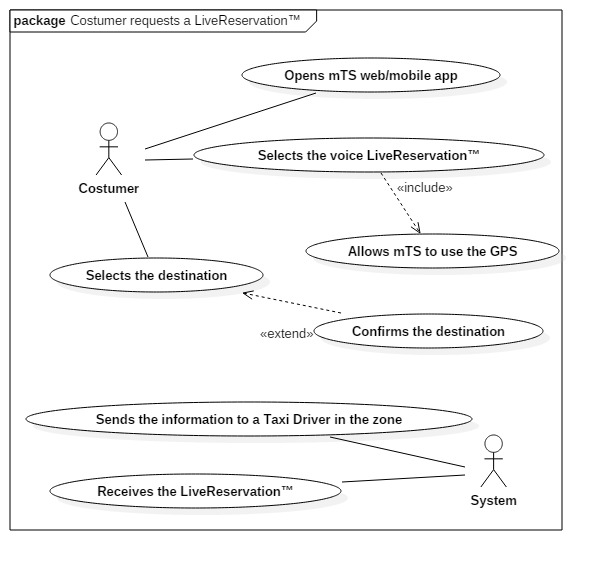 package Costumer requests a LiveReservation™
Opens mTS web/mobile app
Selects the voice LiveReservation™
Costumer
«include»
Allows mTS to use the GPS
Selects the destination
«extend»
Confirms the destination
Sends the information to a Taxi Driver in the zone
Receives the LiveReservation™
System